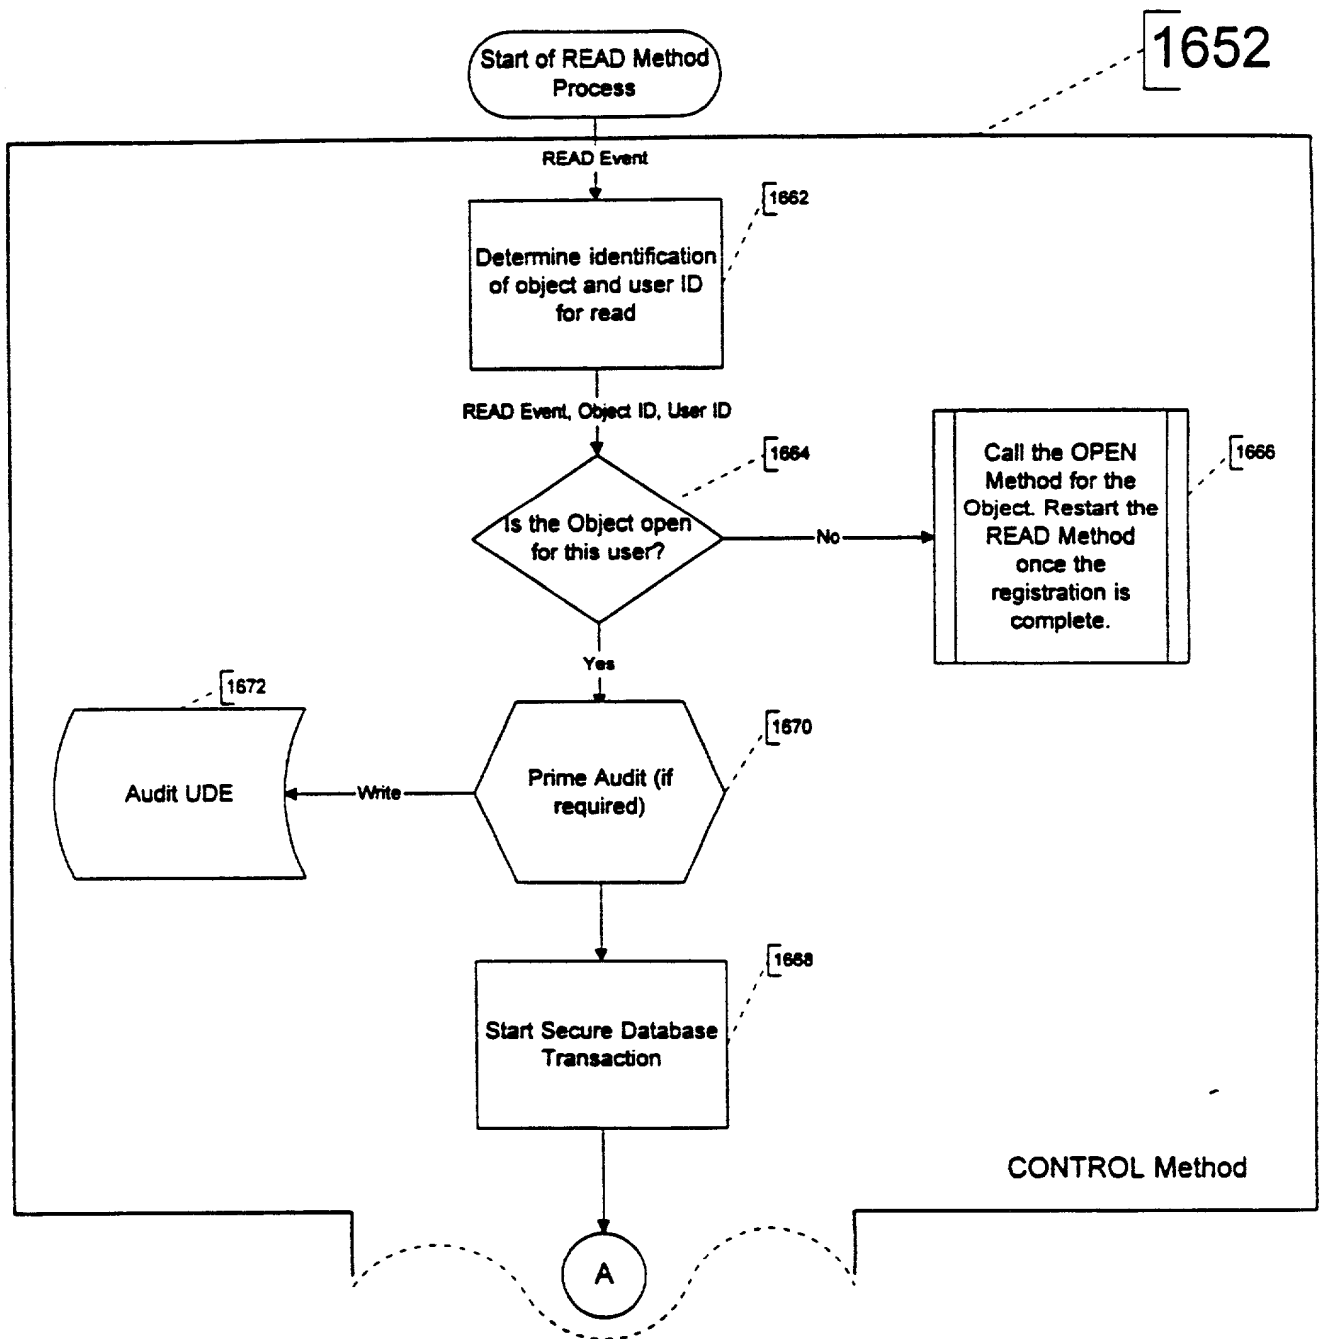 1652
Start of READ Method
Process
READ Event
1662
Determine identification
of object and user ID
for read
READ Event, Object ID, User ID
1664
Is the Object open
for this user?
No
Call the OPEN
Method for the
Object. Restart the
READ Method
once the
registration is
complete.
1666
Yes
1672
Audit UDE
Write
Prime Audit (if
required)
1670
1668
Start Secure Database
Transaction
CONTROL Method
A